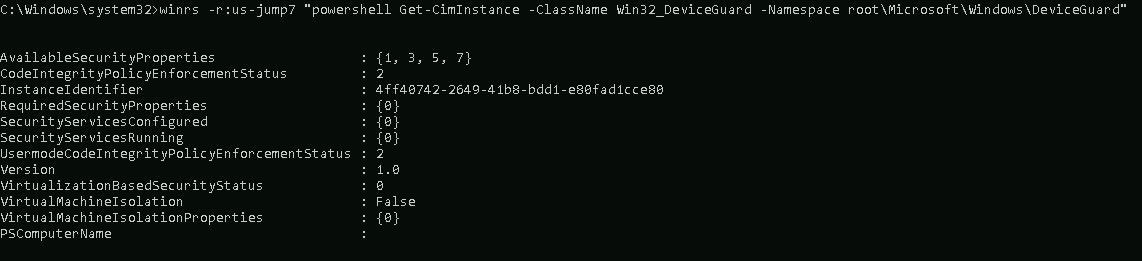 C:\Windows\system32>winrs -r:us-jump7 "powershell Get-CimInstance -ClassName Win32_DeviceGuard -Namespace root\Microsoft\Windows\DeviceGuard"
AvailableSecurityProperties : {1, 3, 5, 7}
CodeIntegrityPolicyEnforcementStatus : 2
InstanceIdentifier : 4ff40742-2649-41b8-bdd1-e80fad1cce80
RequiredSecurityProperties : {0}
SecurityServicesConfigured : {0}
SecurityServicesRunning : {0}
UsermodeCodeIntegrityPolicyEnforcementStatus : 2
Version : 1.0
VirtualizationBasedSecurityStatus : 0
VirtualMachineIsolation : False
VirtualMachineIsolationProperties : {0}
PSComputerName :